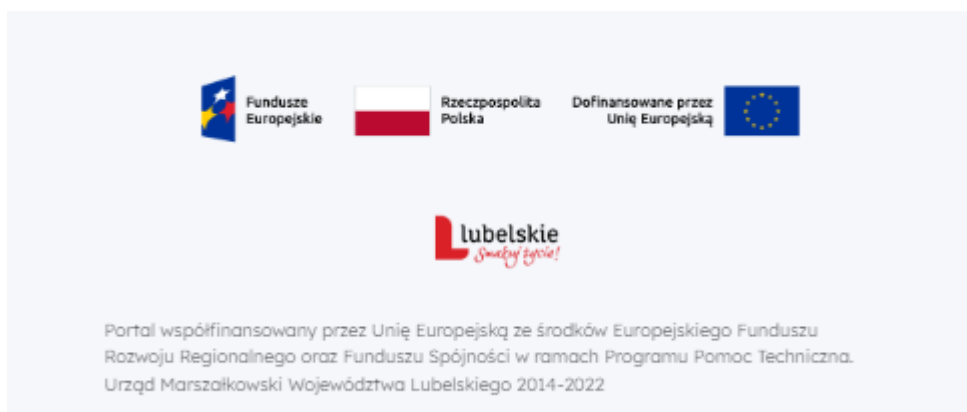 Fundusze
Europejskie
Rzeczpospolita
Polska
Dofinansowane przez
Unię Europejską
lubelskie
Smakuj życie!
Portal współfinansowany przez Unię Europejską ze środków Europejskiego Funduszu
Rozwoju Regionalnego oraz Funduszu Spójności w ramach Programu Pomoc Techniczna.
Urząd Marszałkowski Województwa Lubelskiego 2014-2022